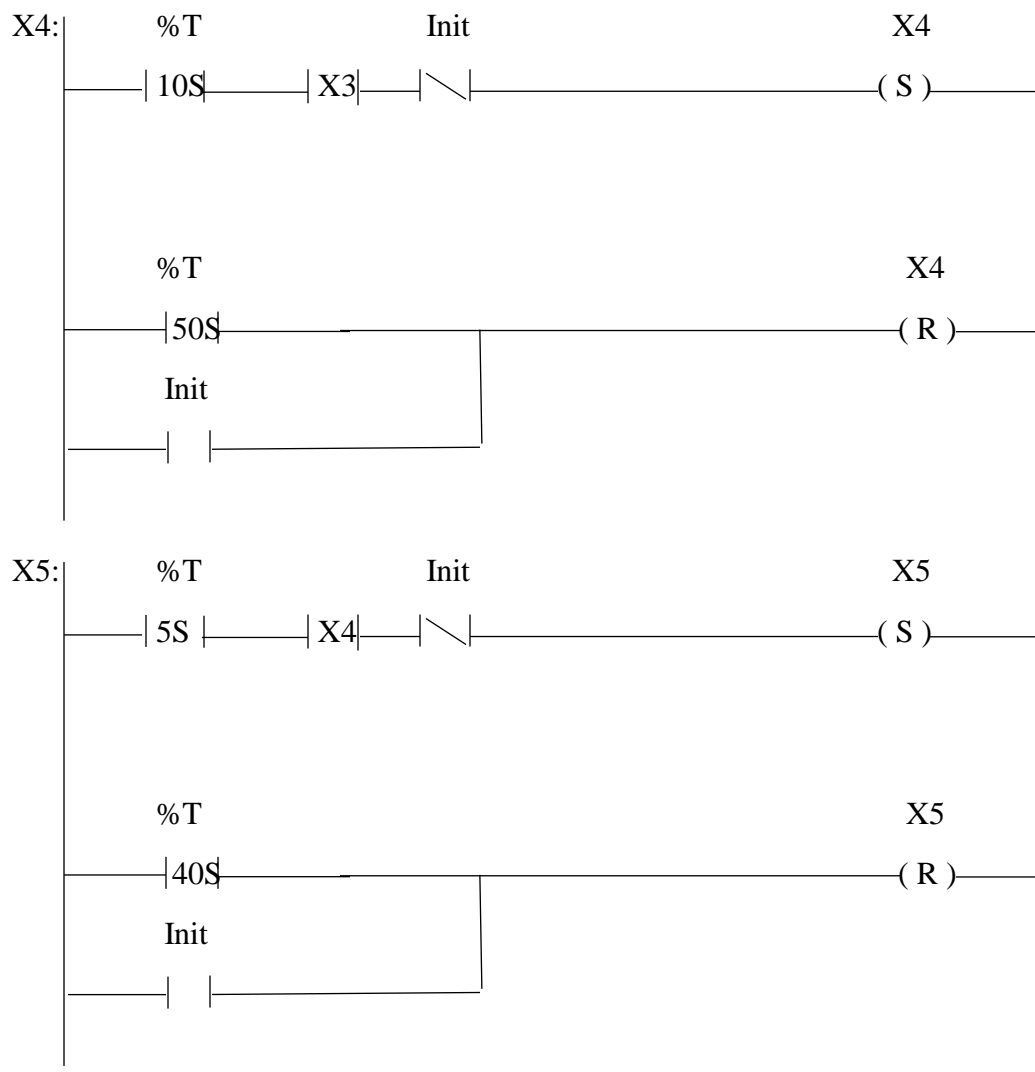 X4: %T Init X4
10S X3 ( S )
%T X4
50S ( R )
Init
X5: %T Init X5
5S X4 ( S )
%T X5
40S ( R )
Init